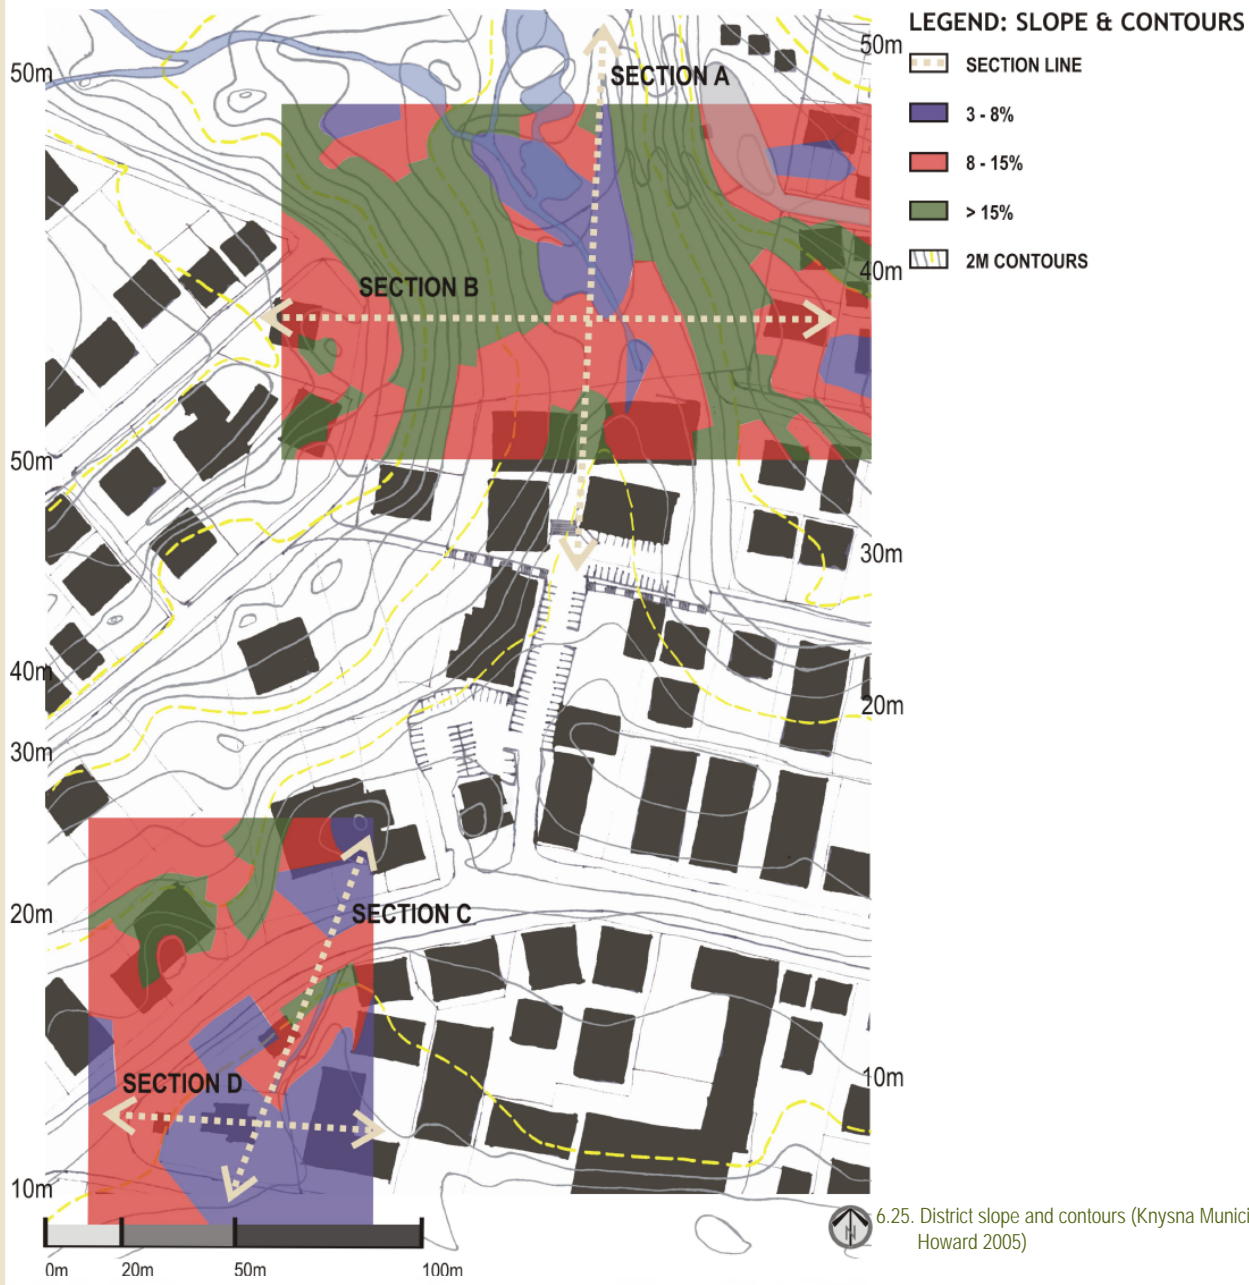 LEGEND: SLOPE & CONTOURS
SECTION LINE
3 - 8%
8 - 15%
> 15%
2M CONTOURS
50m
50m
SECTION A
40m
SECTION B
50m
30m
40m
20m
30m
20m
SECTION C
10m
SECTION D
10m
N
0m 20m 50m 100m
6.25. District slope and contours (Knysna Munici
Howard 2005)